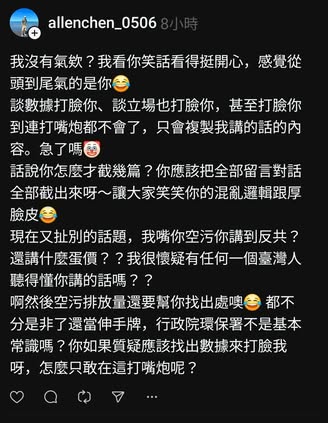 allenchen_0506 8小時
我沒有氣欸？我看你笑話看得挺開心，感覺從
頭到尾氣的是你😂
談數據打臉你、談立場也打臉你，甚至打臉你
到連打嘴炮都不會了，只會複製我講的話的內
容。急了嗎🤡
話說你怎麼才截幾篇？你應該把全部留言對話
全部截出來呀～讓大家笑笑你的混亂邏輯跟厚
臉皮😂
現在又扯別的話題，我嘴你空污你講到反共？
還講什麼蛋價？？我很懷疑有任何一個臺灣人
聽得懂你講的話嗎？？
啊然後空污排放量還要幫你找出處噢😂 都不
分是非了還當伸手牌，行政院環保署不是基本
常識嗎？你如果質疑應該找出數據來打臉我
呀，怎麼只敢在這打嘴炮呢？